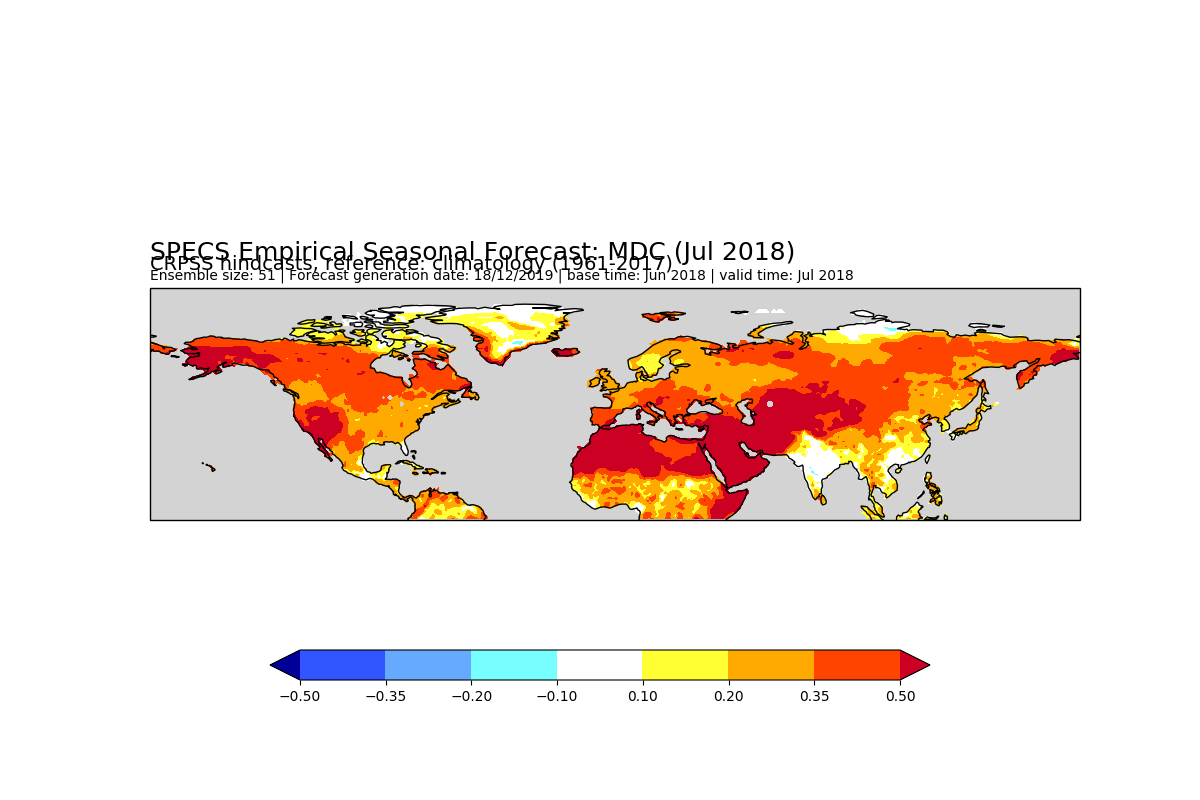 SPECS Empirical Seasonal Forecast: MDC (Jul 2018)
CRPSS hindcasts, reference: climatology (1961-2017)
Ensemble size: 51 | Forecast generation date: 18/12/2019 | base time: Jun 2018 | valid time: Jul 2018
−0.50 −0.35 −0.20 −0.10 0.10 0.20 0.35 0.50